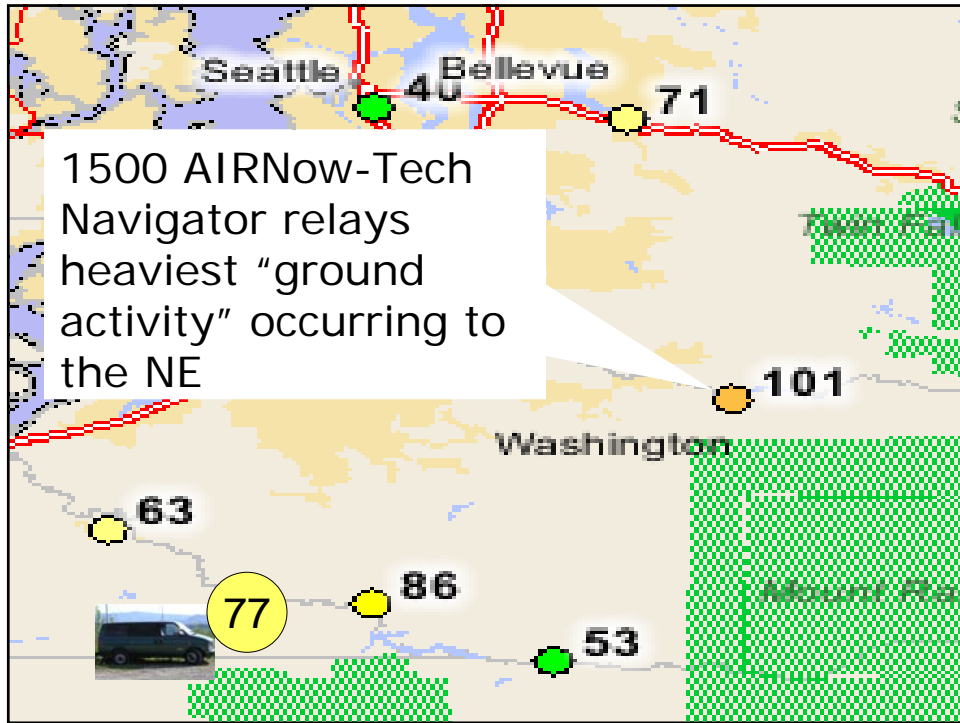 Seattle
Bellevue
40
71
1500 AIRNow-Tech
Navigator relays
heaviest “ground
activity” occurring to
the NE
101
Washington
63
77
86
53